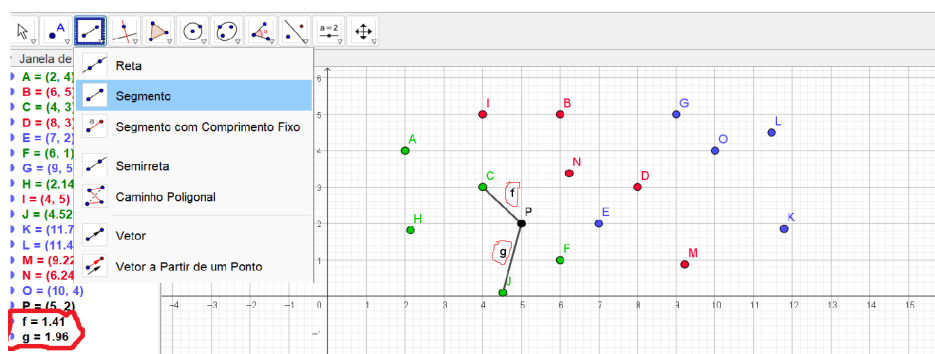 A
a=2
Janela de
A = (2, 4)
B = (6, 5)
C = (4, 3)
D = (8, 3)
E = (7, 2)
F = (6, 1)
G = (9, 5
H = (2.14
I = (4, 5)
J = (4.52
K = (11.7
L = (11.4
M = (9.22
N = (6.24
O = (10, 4)
P = (5, 2)
f = 1.41
g = 1.96
Reta
Segmento
a
Segmento com Comprimento Fixo
Semirreta
Caminho Poligonal
Vetor
Vetor a Partir de um Ponto
6
5
4
3
2
1
0
–1
–4 –3 –2 –1 0 1 2 3 4 5 6 7 8 9 10 11 12 13 14 15
I B G
L
A O
N
C D
f
H P E K
g
F M
J